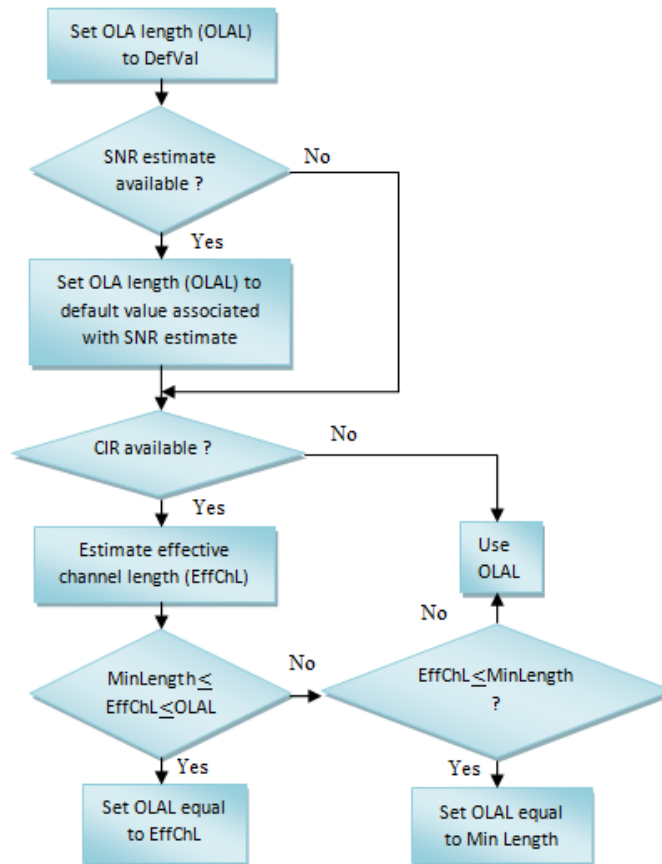 Set OLA length (OLAL)
to DefVal
SNR estimate
available ?
No
Yes
Set OLA length (OLAL) to
default value associated
with SNR estimate
CIR available ?
No
Yes
Estimate effective
channel length (EffChL)
Use
OLAL
No
MinLength≤
EffChL≤OLAL
No
EffChL≤MinLength
?
Yes
Yes
Set OLAL equal
to EffChL
Set OLAL equal
to Min Length